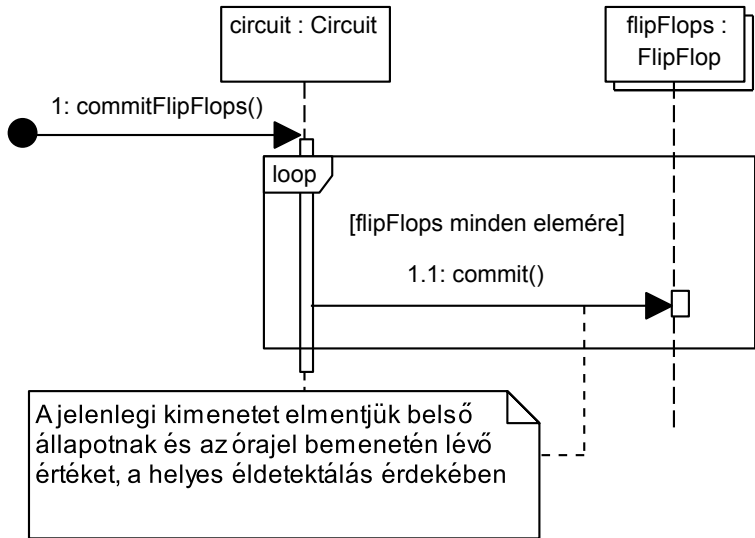 circuit : Circuit
flipFlops :
FlipFlop
1: commitFlipFlops()
loop
[flipFlops minden elemére]
1.1: commit()
A jelenlegi kimenetet elmentjük belső
állapotnak és az órajel bemenetén lévő
értéket, a helyes éldetektálás érdekében